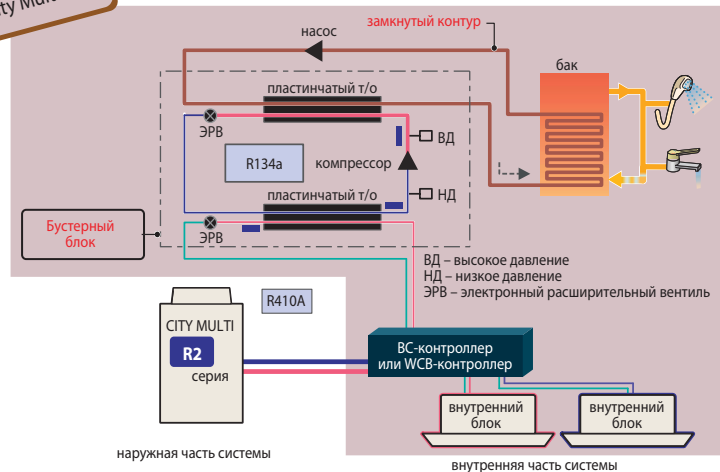 ty Mult
замкнутый контур
насос
бак
пластинчатый т/о
ЭРВ
ВД
R134a
компрессор
пластинчатый т/о
НД
ЭРВ
Бустерный
блок
ВД – высокое давление
НД – низкое давление
ЭРВ – электронный расширительный вентиль
R410A
CITY MULTI
R2
серия
BC-контроллер
или WCB-контроллер
внутренний
блок
внутренний
блок
наружная часть системы
внутренняя часть системы